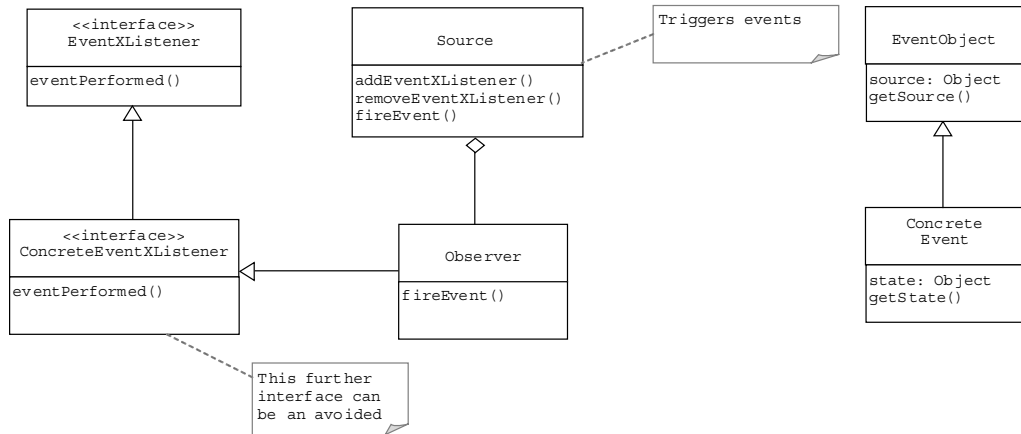 <<interface>>
EventXListener
eventPerformed()
Source
addEventXListener()
removeEventXListener()
fireEvent()
Triggers events
EventObject
source: Object
getSource()
<<interface>>
ConcreteEventXListener
eventPerformed()
Observer
fireEvent()
Concrete
Event
state: Object
getState()
This further
interface can
be an avoided